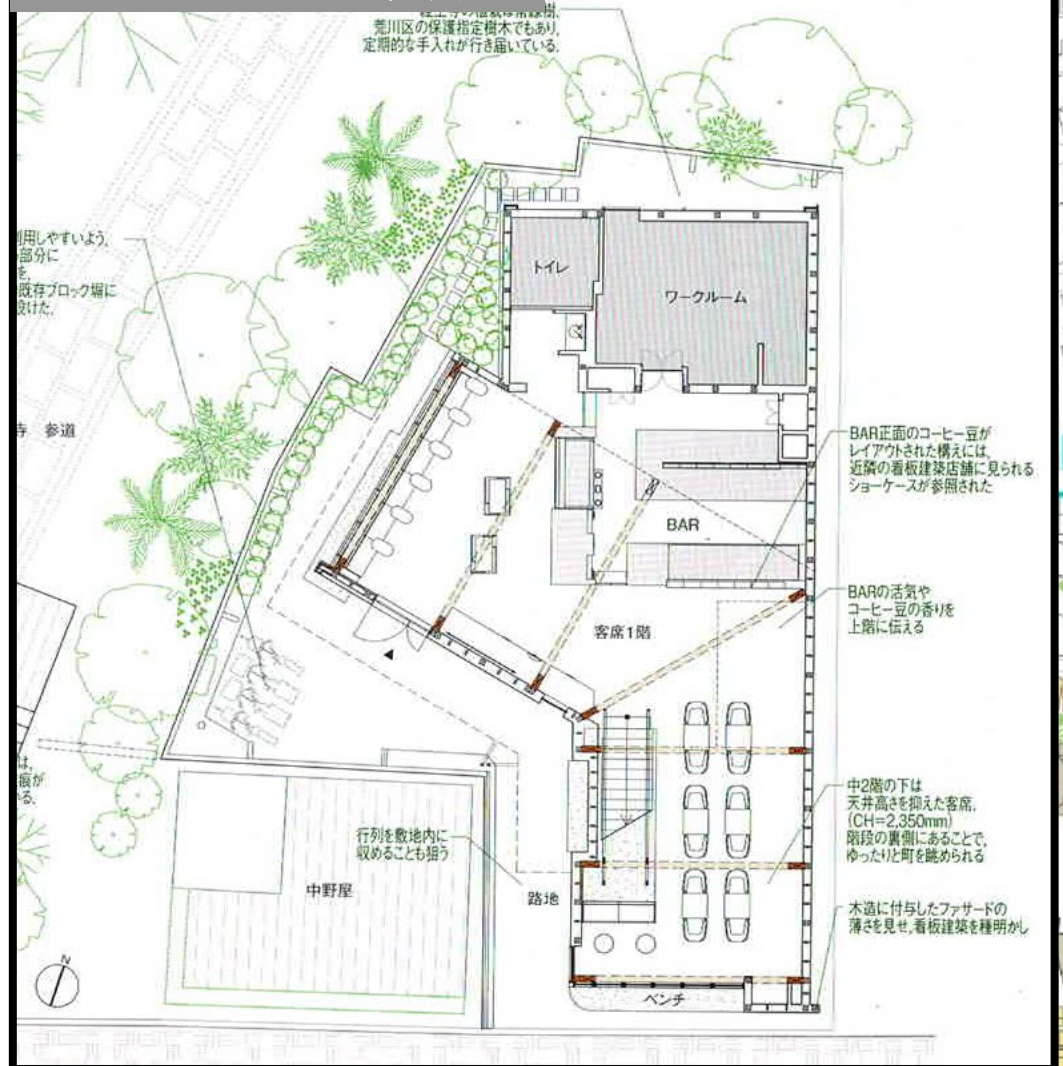 荒川区の保護指定樹木でもあり、
定期的な手入れが行き届いている。
利用しやすいよう、
部分に
を、
既存ブロック塀に
設けた。
トイレ
ワークルーム
寺 参道
BAR正面のコーヒー豆が
レイアウトされた構えには、
近隣の看板建築店舗に見られる
ショーケースが参照された
BAR
BARの活気や
コーヒー豆の香りを
上階に伝える
客席1階
は、
痕が
る。
中2階の下は
天井高さを抑えた客席。
(CH=2,350mm)
階段の裏側にあることで、
ゆったりと町を眺められる
行列を敷地内に
収めることも狙う
中野屋
路地
木造に付与したファサードの
薄さを見せ、看板建築を種明かし
N
ベンチ